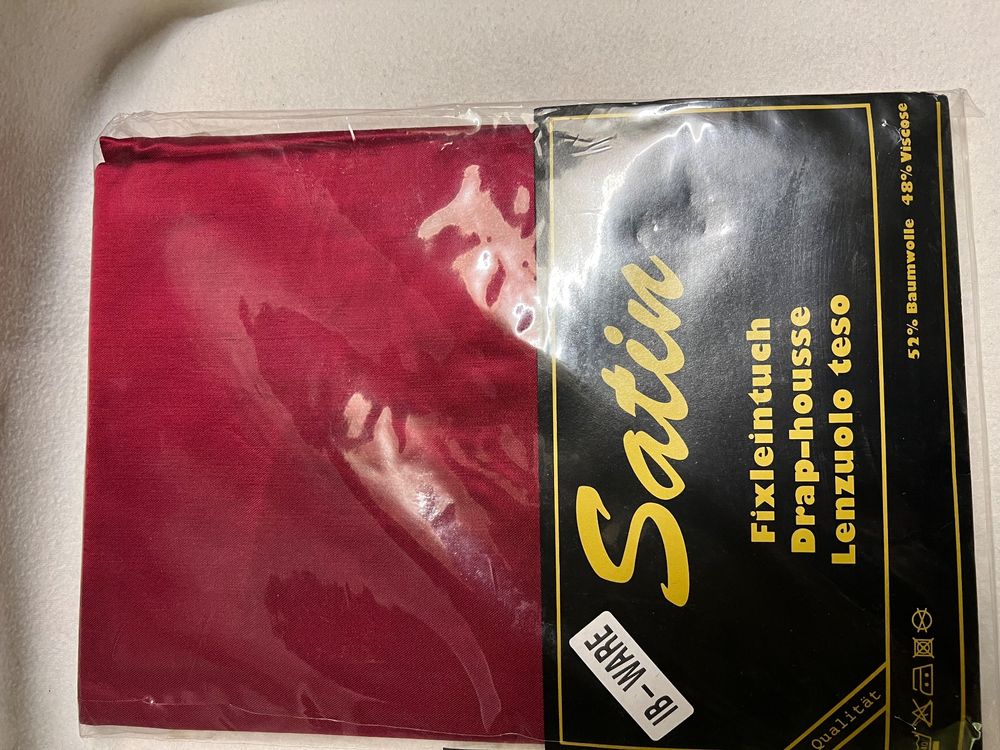 Satin
Fixleintuch
Drap-housse
Lenzuolo teso
52% Baumwolle 48% Viscose
IB-WARE
Qualität